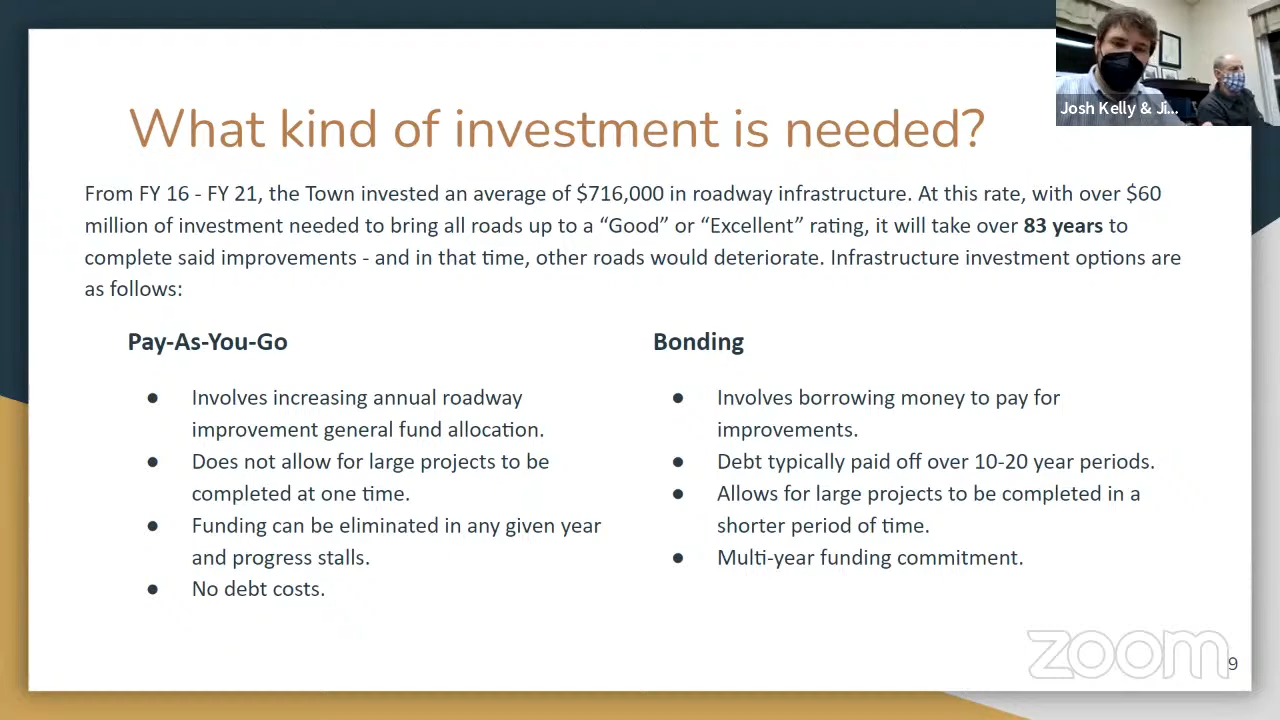 Josh Kelly & Ji...
What kind of investment is needed?
From FY 16 - FY 21, the Town invested an average of $716,000 in roadway infrastructure. At this rate, with over $60
million of investment needed to bring all roads up to a “Good” or “Excellent” rating, it will take over 83 years to
complete said improvements - and in that time, other roads would deteriorate. Infrastructure investment options are
as follows:
Pay-As-You-Go
● Involves increasing annual roadway
improvement general fund allocation.
● Does not allow for large projects to be
completed at one time.
● Funding can be eliminated in any given year
and progress stalls.
● No debt costs.
Bonding
● Involves borrowing money to pay for
improvements.
● Debt typically paid off over 10-20 year periods.
● Allows for large projects to be completed in a
shorter period of time.
● Multi-year funding commitment.
zoom
9